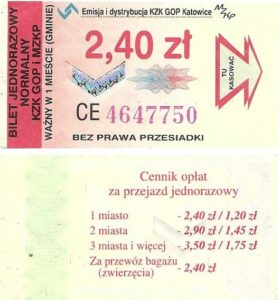 Emisja i dystrybucja KZK GOP Katowice
MZKP
BILET JEDNORAZOWY
NORMALNY
KZK GOP i MZKP
WAŻNY W 1 MIEŚCIE (GMINIE)
2,40 zł
TU
KASOWAĆ
CE 4647750
BEZ PRAWA PRZESIADKI
Cennik opłat
za przejazd jednorazowy
1 miasto - 2,40 zł / 1,20 zł
2 miasta - 2,90 zł / 1,45 zł
3 miasta i więcej - 3,50 zł / 1,75 zł
Za przewóz bagażu
(zwierzęcia) - 2,40 zł